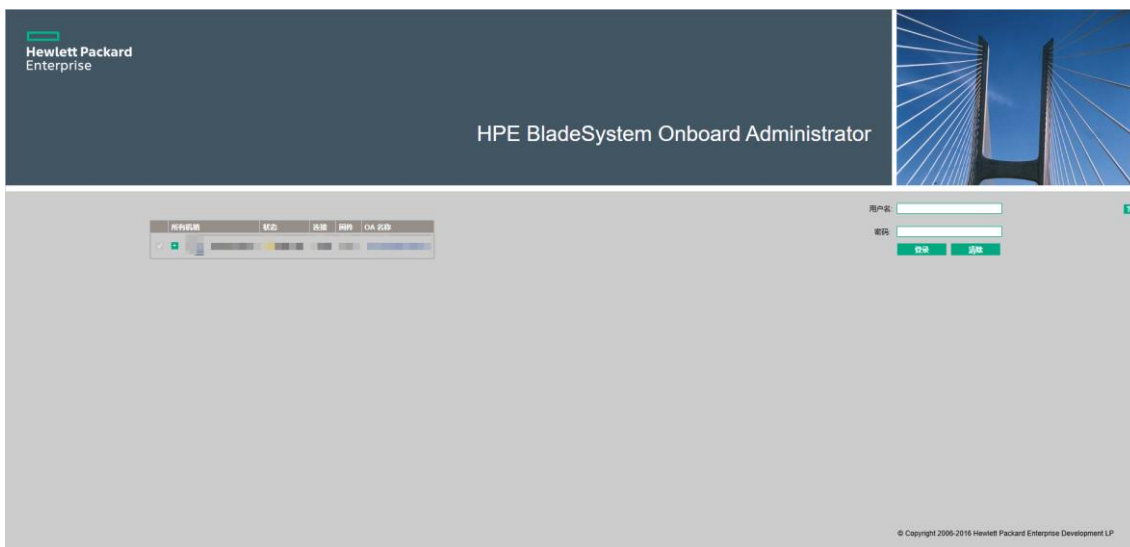 Hewlett Packard
Enterprise
HPE BladeSystem Onboard Administrator
用户名:
密码:
登录 清除
所有机箱 状态 连接 固件 OA 名称
© Copyright 2006-2016 Hewlett Packard Enterprise Development LP